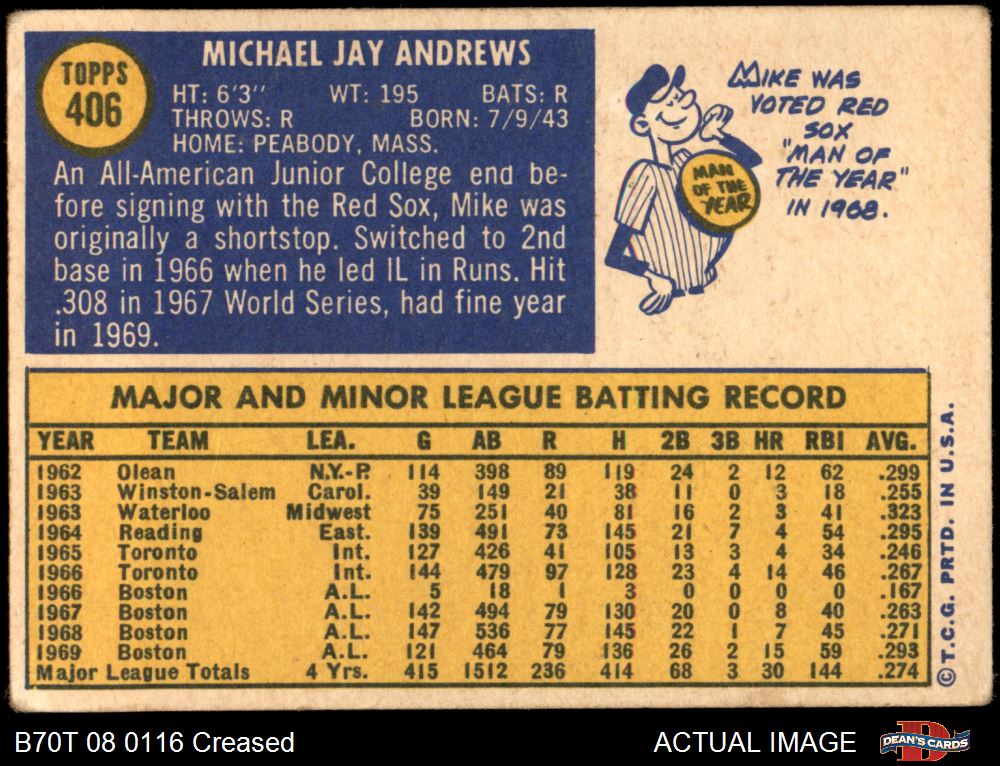 TOPPS
406
MICHAEL JAY ANDREWS
HT: 6'3'' WT: 195 BATS: R
THROWS: R BORN: 7/9/43
HOME: PEABODY, MASS.
An All-American Junior College end be-
fore signing with the Red Sox, Mike was
originally a shortstop. Switched to 2nd
base in 1966 when he led IL in Runs. Hit
.308 in 1967 World Series, had fine year
in 1969.
MIKE WAS
VOTED RED
SOX
"MAN OF
THE YEAR"
IN 1968.
MAN
OF THE
YEAR
MAJOR AND MINOR LEAGUE BATTING RECORD
YEAR TEAM LEA. G AB R H 2B 3B HR RBI AVG.
1962 Olean N.Y.-P. 114 398 89 119 24 2 12 62 .299
1963 Winston-Salem Carol. 39 149 21 38 11 0 3 18 .255
1963 Waterloo Midwest 75 251 40 81 16 2 3 41 .323
1964 Reading East. 139 491 73 145 21 7 4 54 .295
1965 Toronto Int. 127 426 41 105 13 3 4 34 .246
1966 Toronto Int. 144 479 97 128 23 4 14 46 .267
1966 Boston A.L. 5 18 1 3 0 0 0 0 .167
1967 Boston A.L. 142 494 79 130 20 0 8 40 .263
1968 Boston A.L. 147 536 77 145 22 1 7 45 .271
1969 Boston A.L. 121 464 79 136 26 2 15 59 .293
Major League Totals 4 Yrs. 415 1512 236 414 68 3 30 144 .274
© T.C.G. PRTD. IN U.S.A.
B70T 08 0116 Creased
ACTUAL IMAGE
D
DEAN'S CARDS